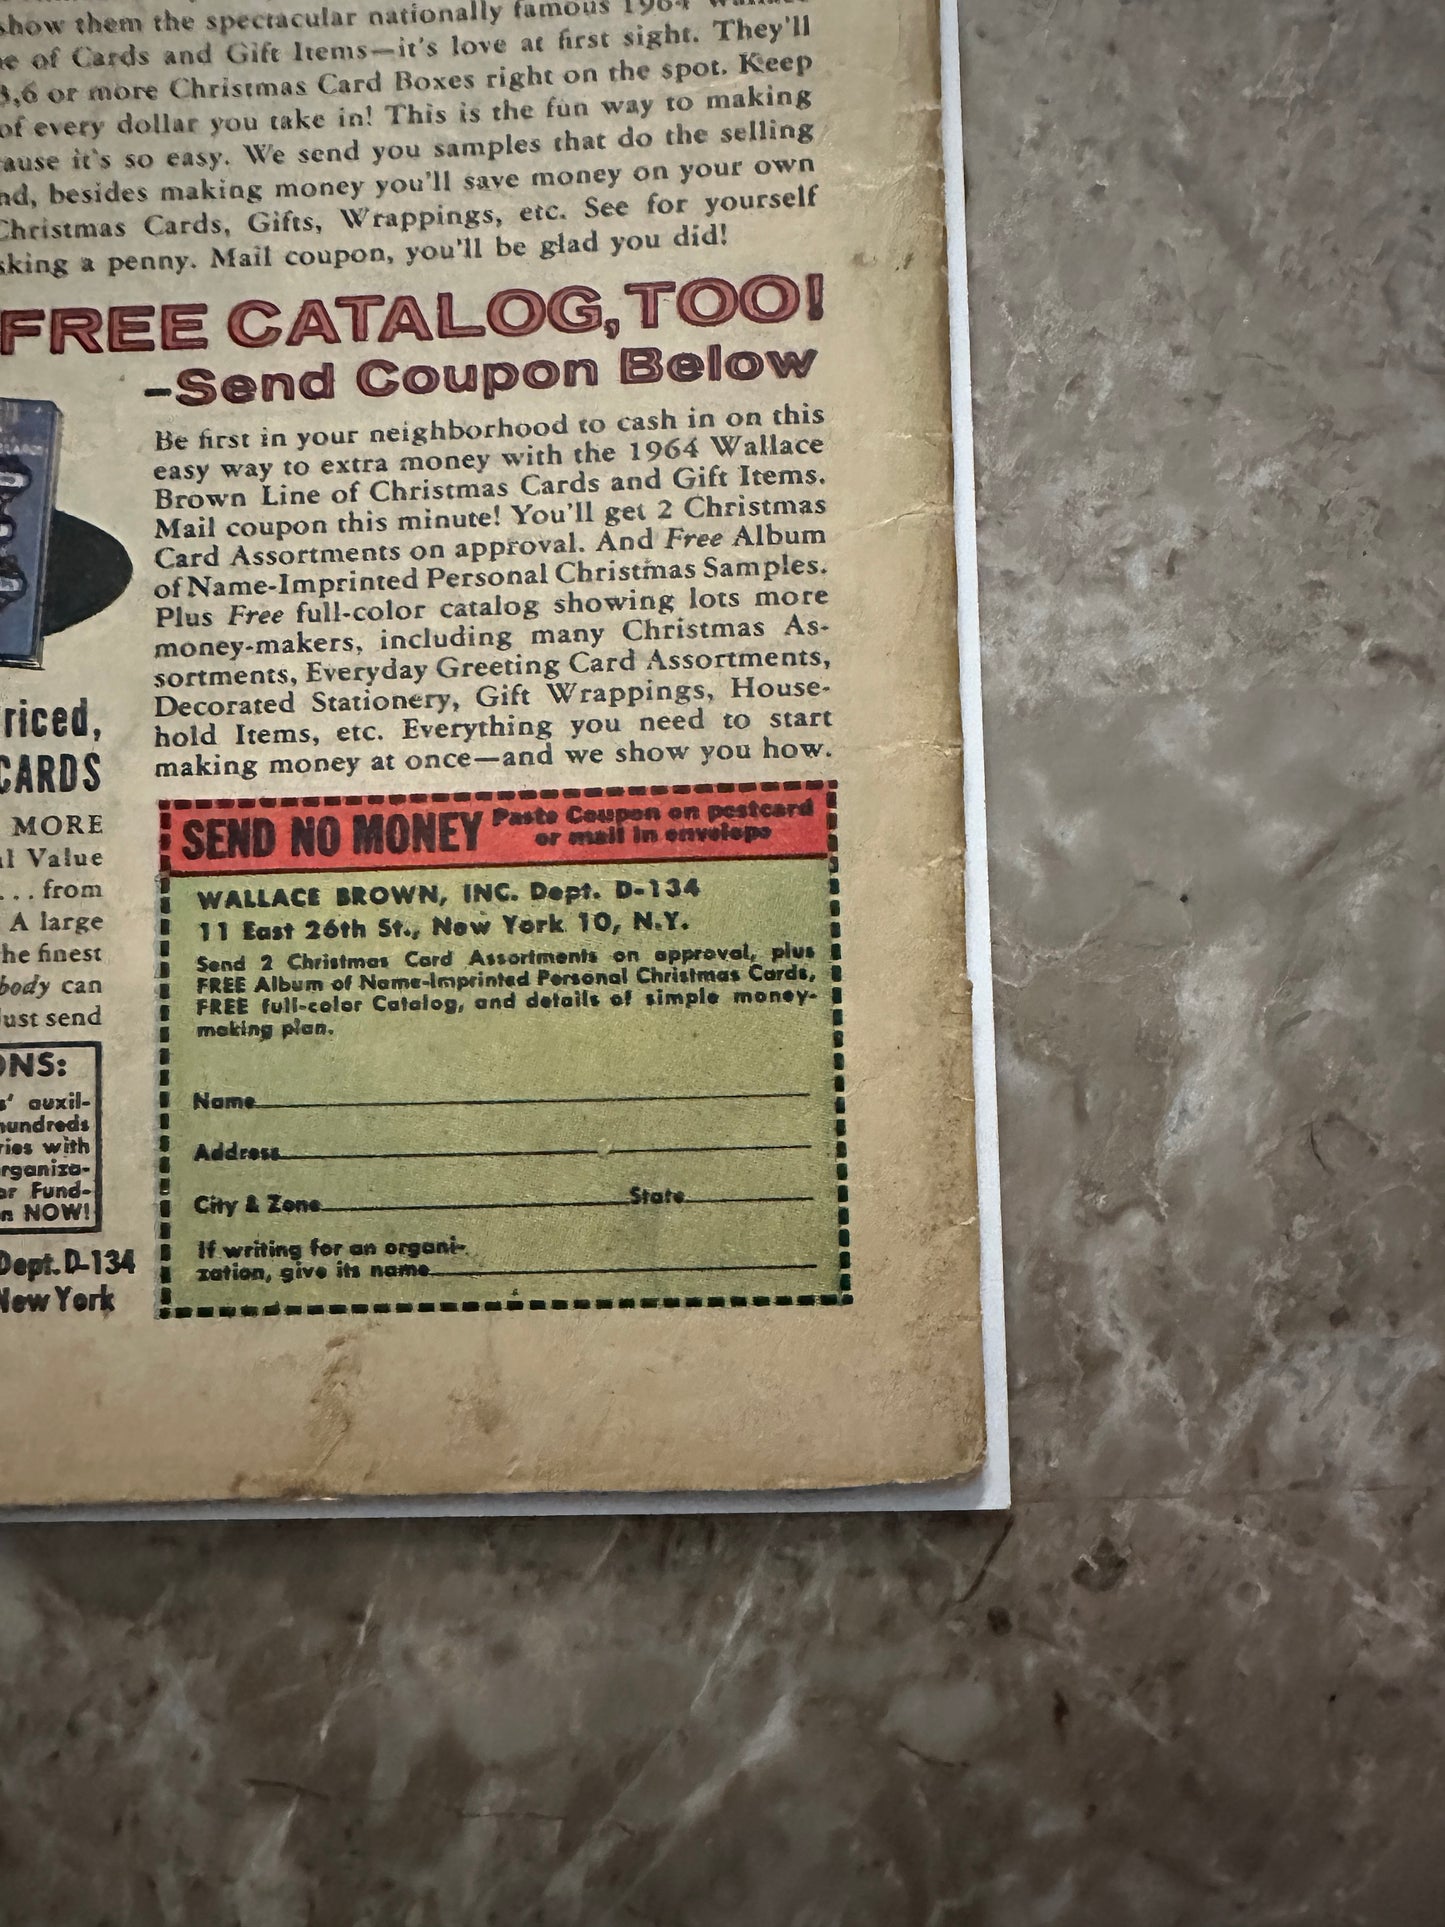 show them the spectacular nationally famous 1964
of Cards and Gift Items—it's love at first sight. They'll
3,6 or more Christmas Card Boxes right on the spot. Keep
of every dollar you take in! This is the fun way to making
it's so easy. We send you samples that do the selling
besides making money you'll save money on your own
Christmas Cards, Gifts, Wrappings, etc. See for yourself
a penny. Mail coupon, you'll be glad you did!
FREE CATALOG, TOO!
-Send Coupon Below
Be first in your neighborhood to cash in on this
easy way to extra money with the 1964 Wallace
Brown Line of Christmas Cards and Gift Items.
Mail coupon this minute! You'll get 2 Christmas
Card Assortments on approval. And Free Album
of Name-Imprinted Personal Christmas Samples.
Plus Free full-color catalog showing lots more
money-makers, including many Christmas As-
sortments, Everyday Greeting Card Assortments,
Decorated Stationery, Gift Wrappings, House-
hold Items, etc. Everything you need to start
making money at once—and we show you how.
riced,
CARDS
MORE
l Value
...from
A large
he finest
body can
Just send
ONS:
s' auxil-
hundreds
ries with
rganiza-
or Fund-
n NOW!
Dept. D-134
New York
SEND NO MONEY Paste Coupon on postcard
or mail in envelope
WALLACE BROWN, INC. Dept. D-134
11 East 26th St., New York 10, N.Y.
Send 2 Christmas Card Assortments on approval, plus
FREE Album of Name-Imprinted Personal Christmas Cards,
FREE full-color Catalog, and details of simple money-
making plan.
Name
Address
City & Zone State
If writing for an organi-
zation, give its name